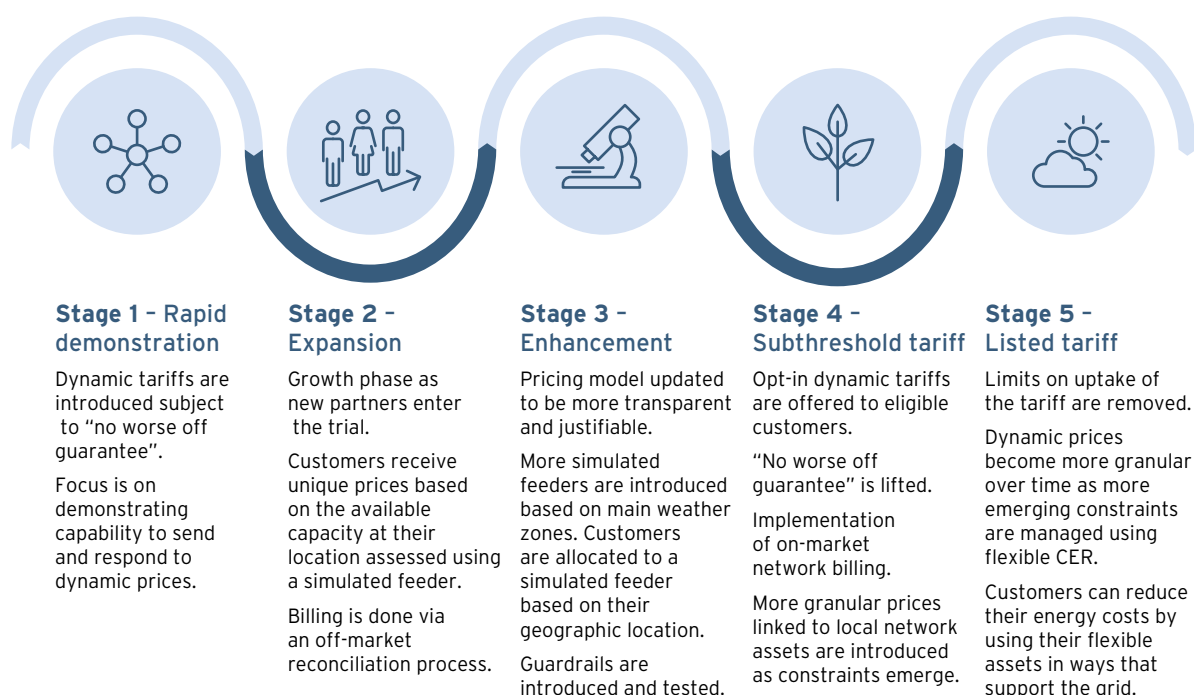 Stage 1 – Rapid
demonstration
Dynamic tariffs are
introduced subject
to “no worse off
guarantee”.
Focus is on
demonstrating
capability to send
and respond to
dynamic prices.
Stage 2 –
Expansion
Growth phase as
new partners enter
the trial.
Customers receive
unique prices based
on the available
capacity at their
location assessed using
a simulated feeder.
Billing is done via
an off-market
reconciliation process.
Stage 3 –
Enhancement
Pricing model updated
to be more transparent
and justifiable.
More simulated
feeders are introduced
based on main weather
zones. Customers
are allocated to a
simulated feeder
based on their
geographic location.
Guardrails are
introduced and tested.
Stage 4 –
Subthreshold tariff
Opt-in dynamic tariffs
are offered to eligible
customers.
“No worse off
guarantee” is lifted.
Implementation
of on-market
network billing.
More granular prices
linked to local network
assets are introduced
as constraints emerge.
Stage 5 –
Listed tariff
Limits on uptake of
the tariff are removed.
Dynamic prices
become more granular
over time as more
emerging constraints
are managed using
flexible CER.
Customers can reduce
their energy costs by
using their flexible
assets in ways that
support the grid.